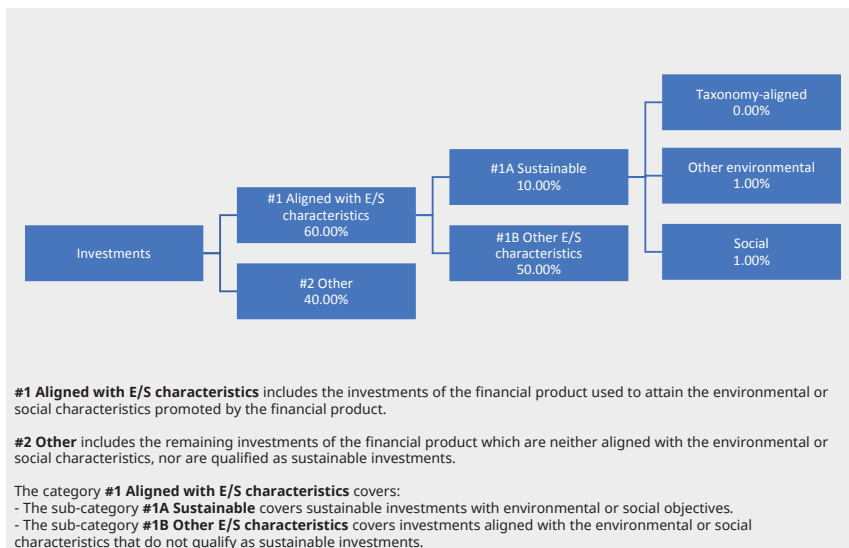 Taxonomy-aligned
0.00%
#1A Sustainable
10.00%
Other environmental
1.00%
#1 Aligned with E/S
characteristics
60.00%
Investments
#1B Other E/S
characteristics
50.00%
Social
1.00%
#2 Other
40.00%
#1 Aligned with E/S characteristics includes the investments of the financial product used to attain the environmental or
social characteristics promoted by the financial product.
#2 Other includes the remaining investments of the financial product which are neither aligned with the environmental or
social characteristics, nor are qualified as sustainable investments.
The category #1 Aligned with E/S characteristics covers:
- The sub-category #1A Sustainable covers sustainable investments with environmental or social objectives.
- The sub-category #1B Other E/S characteristics covers investments aligned with the environmental or social
characteristics that do not qualify as sustainable investments.